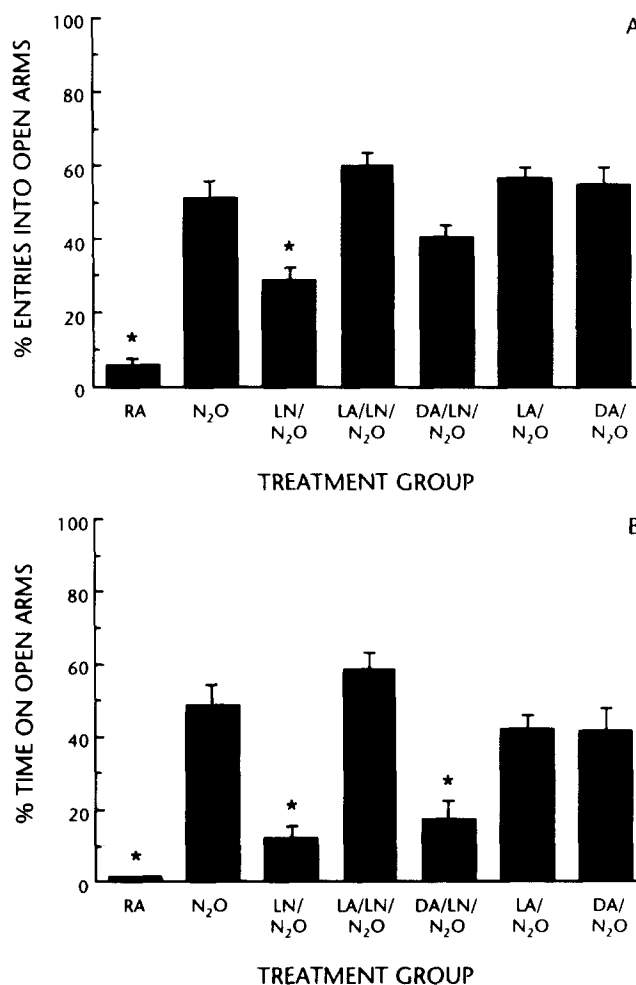 A
100
80
60
40
20
0
% ENTRIES INTO OPEN ARMS
* *
RA N₂O LN/ LA/LN/ DA/LN/ LA/ DA/
N₂O N₂O N₂O N₂O N₂O
TREATMENT GROUP
B
100
80
60
40
20
0
% TIME ON OPEN ARMS
* * *
RA N₂O LN/ LA/LN/ DA/LN/ LA/ DA/
N₂O N₂O N₂O N₂O N₂O
TREATMENT GROUP